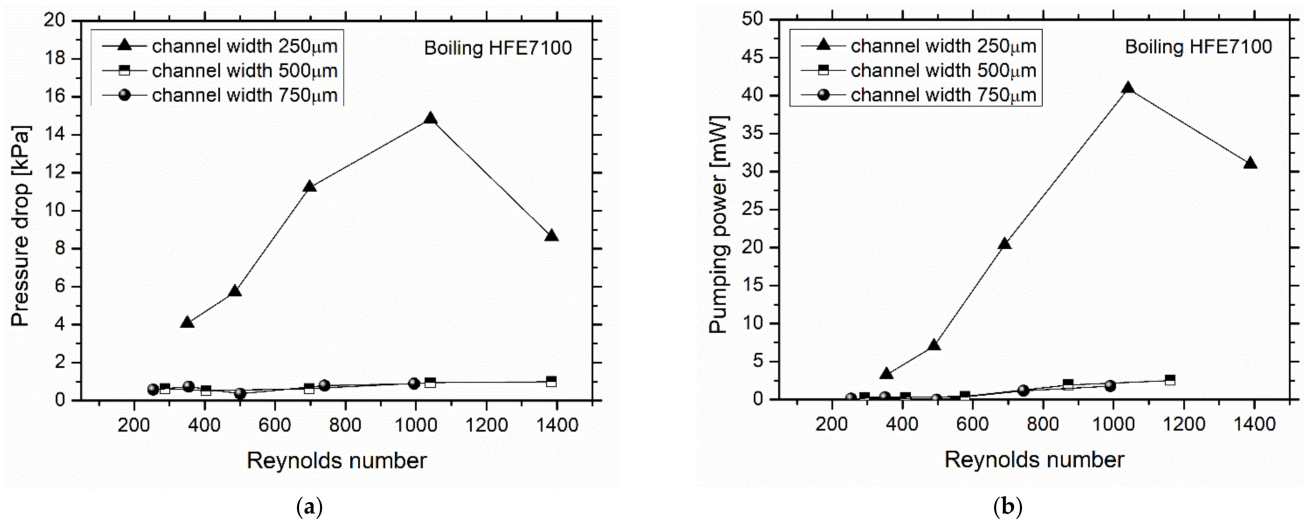 20
18
16
14
12
10
8
6
4
2
0
Pressure drop [kPa]
channel width 250μm
channel width 500μm
channel width 750μm
Boiling HFE7100
200 400 600 800 1000 1200 1400
Reynolds number
(a)
50
45
40
35
30
25
20
15
10
5
0
Pumping power [mW]
channel width 250μm
channel width 500μm
channel width 750μm
Boiling HFE7100
200 400 600 800 1000 1200 1400
Reynolds number
(b)